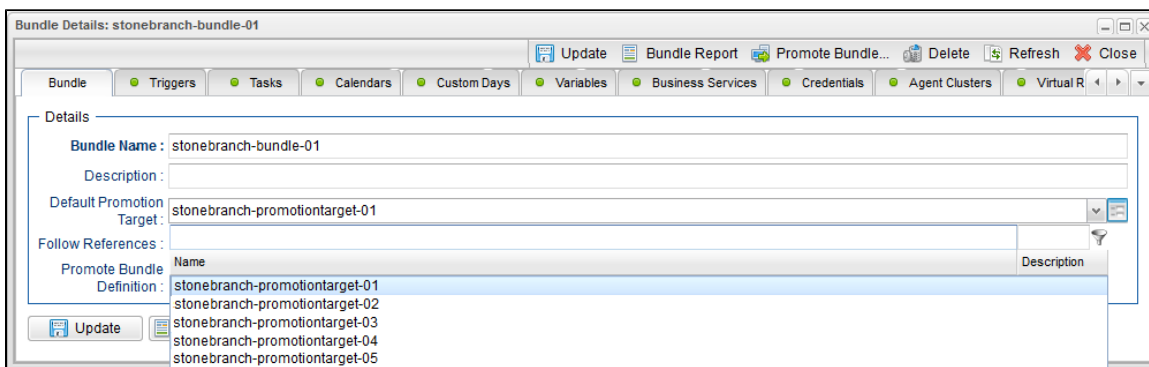 Bundle Details: stonebranch-bundle-01
Update Bundle Report Promote Bundle... Delete Refresh Close
Bundle Triggers Tasks Calendars Custom Days Variables Business Services Credentials Agent Clusters Virtual R
Details
Bundle Name : stonebranch-bundle-01
Description :
Default Promotion
Target : stonebranch-promotiontarget-01
Follow References :
Name Description
Promote Bundle
Definition : stonebranch-promotiontarget-01
stonebranch-promotiontarget-02
Update stonebranch-promotiontarget-03
stonebranch-promotiontarget-04
stonebranch-promotiontarget-05